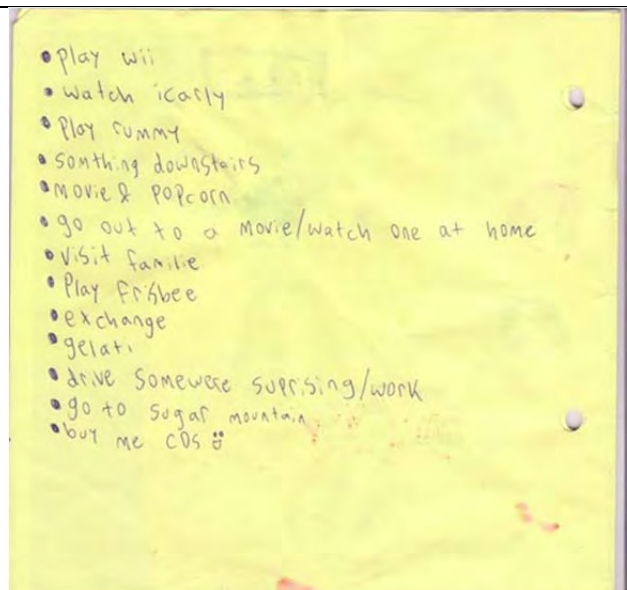 • Play wii
• watch icarly
• Play rummy
• somthing downstairs
• movie & popcorn
• go out to a movie/watch one at home
• visit familie
• Play frisbee
• exchange
• gelati
• drive somewere suprising/work
• go to sugar mountain
• buy me CDs ü